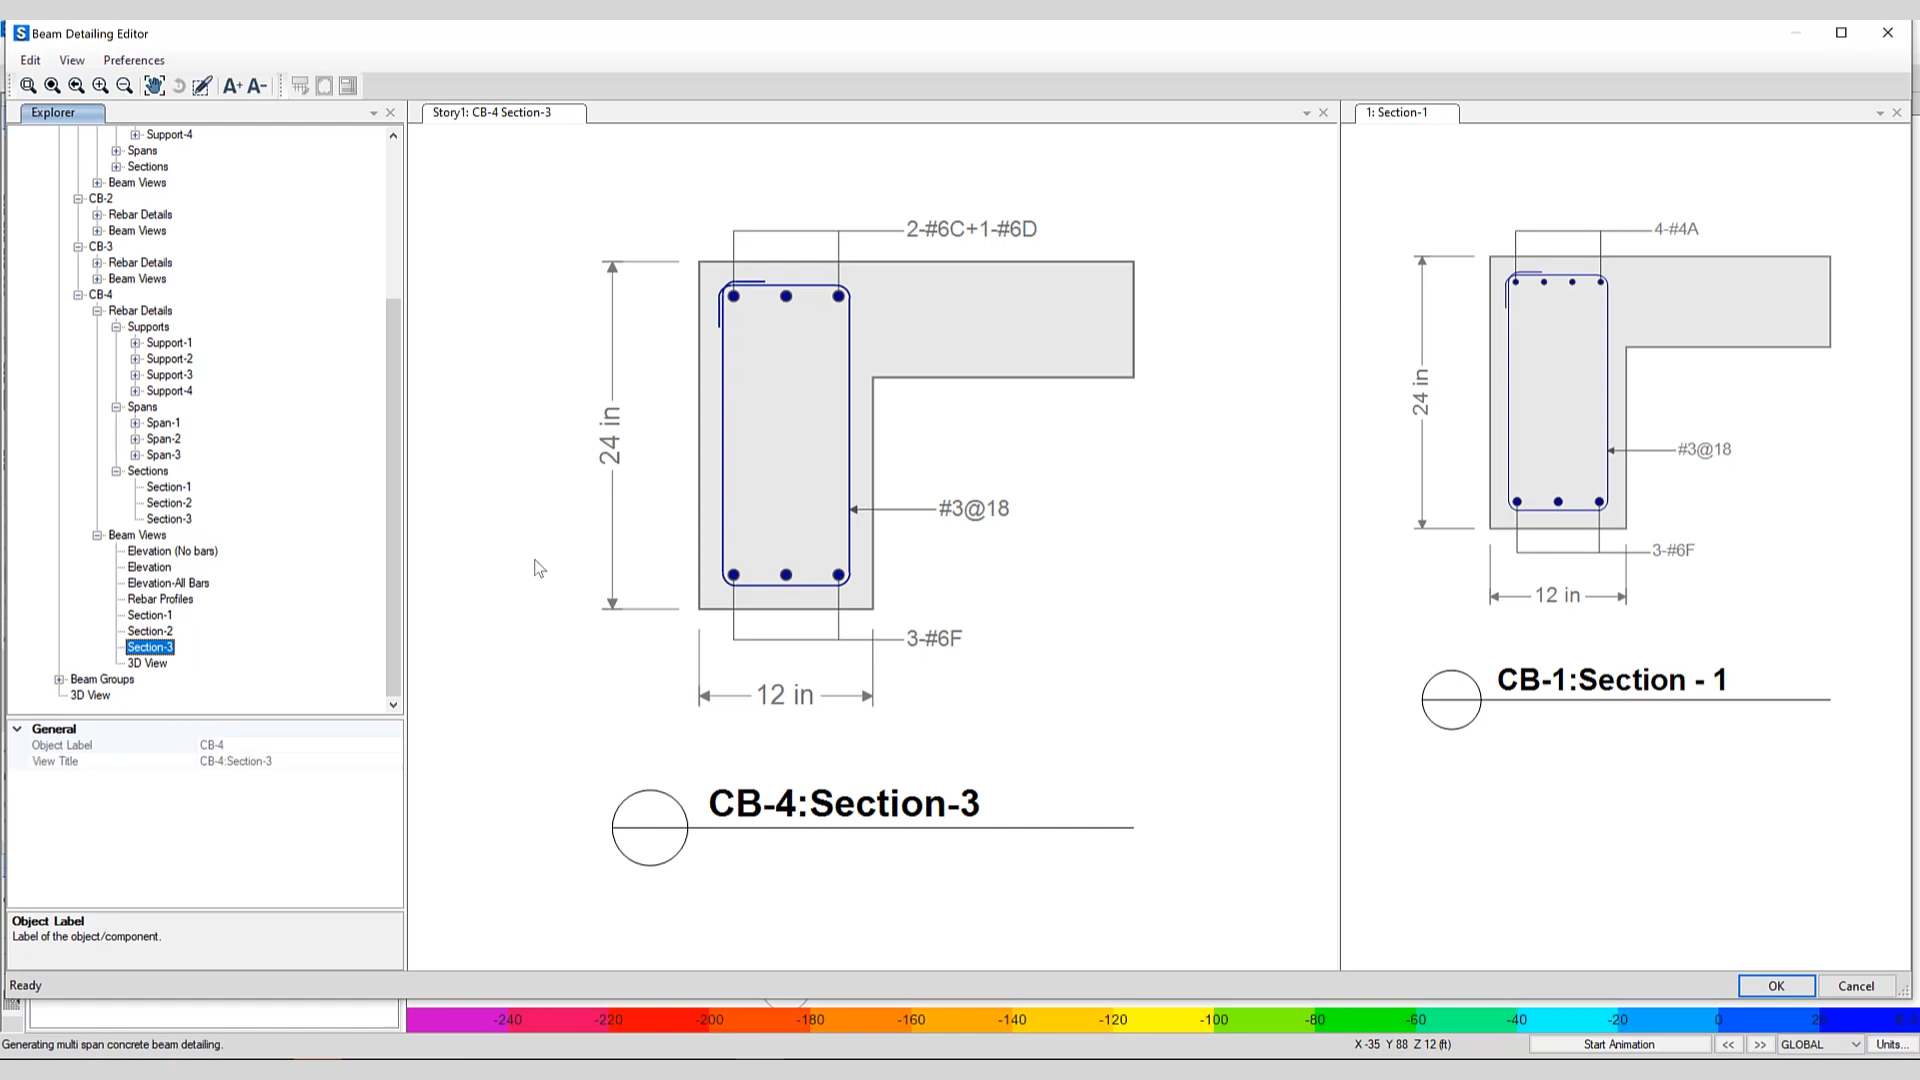 Beam Detailing Editor
Edit View Preferences
A+ A-
Explorer
Support-4
Spans
Sections
Beam Views
CB-2
Rebar Details
Beam Views
CB-3
Rebar Details
Beam Views
CB-4
Rebar Details
Supports
Support-1
Support-2
Support-3
Support-4
Spans
Span-1
Span-2
Span-3
Sections
Section-1
Section-2
Section-3
Beam Views
Elevation (No bars)
Elevation
Elevation-All Bars
Rebar Profiles
Section-1
Section-2
Section-3
3D View
Beam Groups
3D View
General
Object Label CB-4
View Title CB-4:Section-3
Object Label
Label of the object/component.
Story1: CB-4 Section-3
2-#6C+1-#6D
24 in
#3@18
3-#6F
12 in
CB-4:Section-3
1: Section-1
4-#4A
24 in
#3@18
3-#6F
12 in
CB-1:Section - 1
Ready
OK Cancel
-240 -220 -200 -180 -160 -140 -120 -100 -80 -60 -40 -20 0 20
Generating multi span concrete beam detailing.
X -35 Y 88 Z 12 (ft)
Start Animation << >> GLOBAL Units...